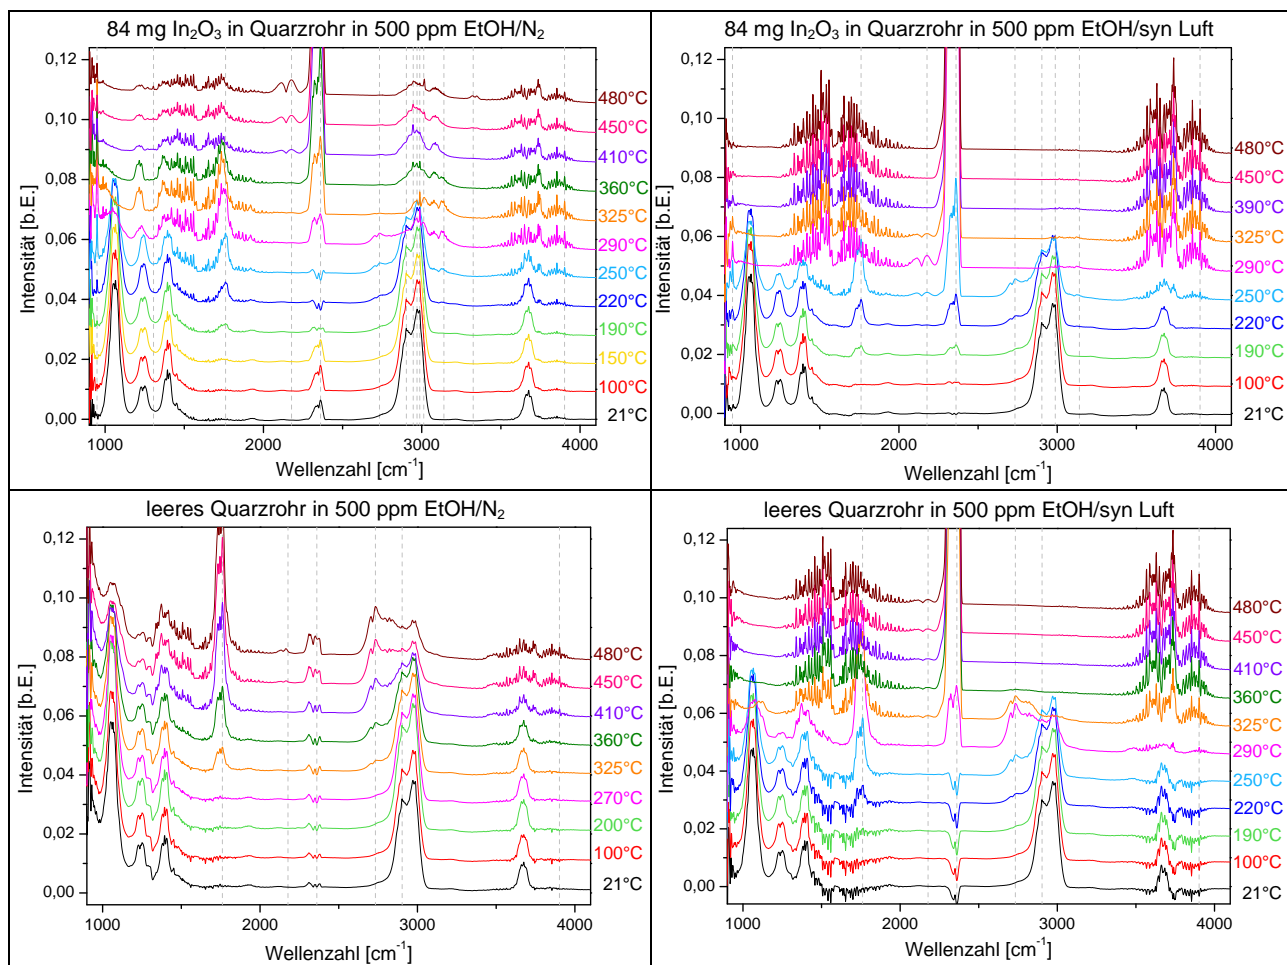 84 mg In₂O₃ in Quarzrohr in 500 ppm EtOH/N₂
0,12
0,10
0,08
0,06
0,04
0,02
0,00
Intensität [b.E.]
480°C
450°C
410°C
360°C
325°C
290°C
250°C
220°C
190°C
150°C
100°C
21°C
1000 2000 3000 4000
Wellenzahl [cm⁻¹]
84 mg In₂O₃ in Quarzrohr in 500 ppm EtOH/syn Luft
0,12
0,10
0,08
0,06
0,04
0,02
0,00
Intensität [b.E.]
480°C
450°C
390°C
325°C
290°C
250°C
220°C
190°C
100°C
21°C
1000 2000 3000 4000
Wellenzahl [cm⁻¹]
leeres Quarzrohr in 500 ppm EtOH/N₂
0,12
0,10
0,08
0,06
0,04
0,02
0,00
Intensität [b.E.]
480°C
450°C
410°C
360°C
325°C
270°C
200°C
100°C
21°C
1000 2000 3000 4000
Wellenzahl [cm⁻¹]
leeres Quarzrohr in 500 ppm EtOH/syn Luft
0,12
0,10
0,08
0,06
0,04
0,02
0,00
Intensität [b.E.]
480°C
450°C
410°C
360°C
325°C
290°C
250°C
220°C
190°C
100°C
21°C
1000 2000 3000 4000
Wellenzahl [cm⁻¹]